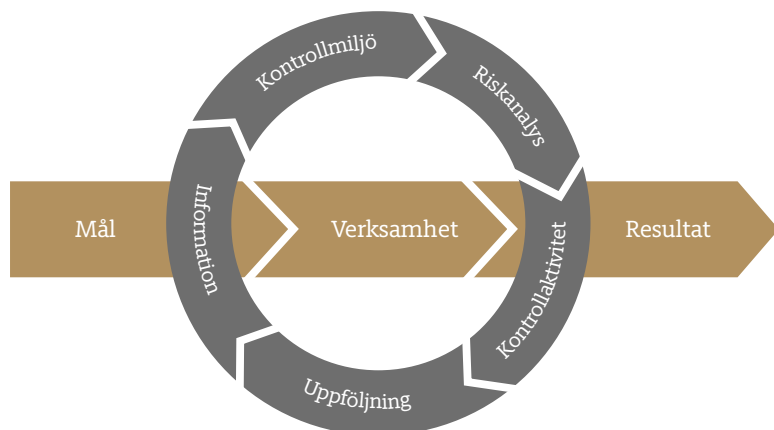 Kontrollmiljö
Riskanalys
Mål
Information
Verksamhet
Kontrollaktivitet
Resultat
Uppföljning